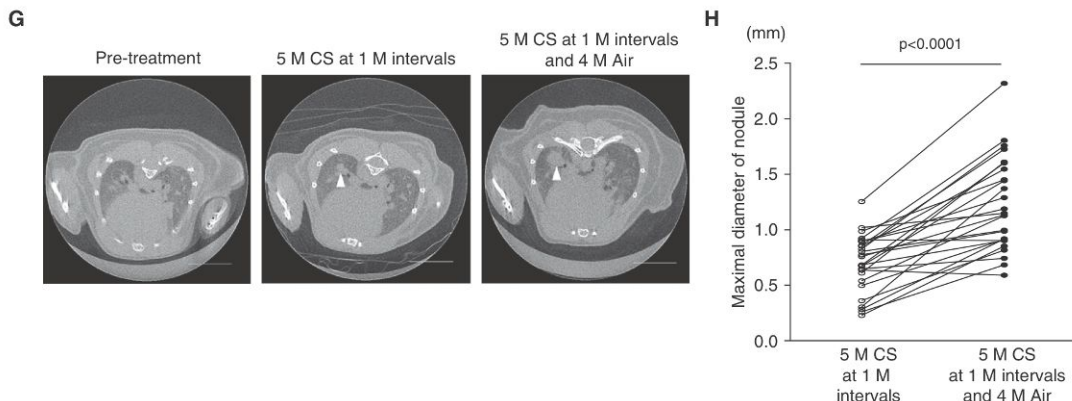 G
Pre-treatment
5 M CS at 1 M intervals
5 M CS at 1 M intervals
and 4 M Air
H
(mm)
p<0.0001
Maximal diameter of nodule
2.5
2.0
1.5
1.0
0.5
0.0
5 M CS
at 1 M
intervals
5 M CS
at 1 M intervals
and 4 M Air